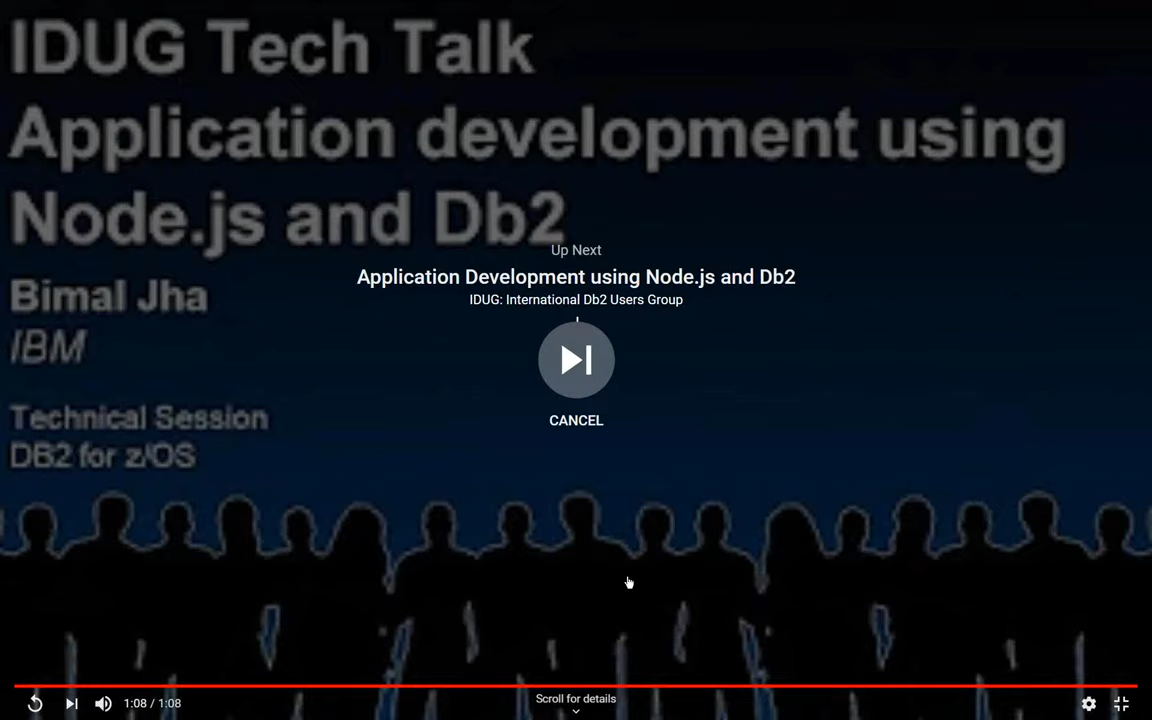 IDUG Tech Talk
Application development using
Node.js and Db2
Up Next
Application Development using Node.js and Db2
IDUG: International Db2 Users Group
Bimal Jha
IBM
CANCEL
Technical Session
DB2 for z/OS
1:08 / 1:08
Scroll for details